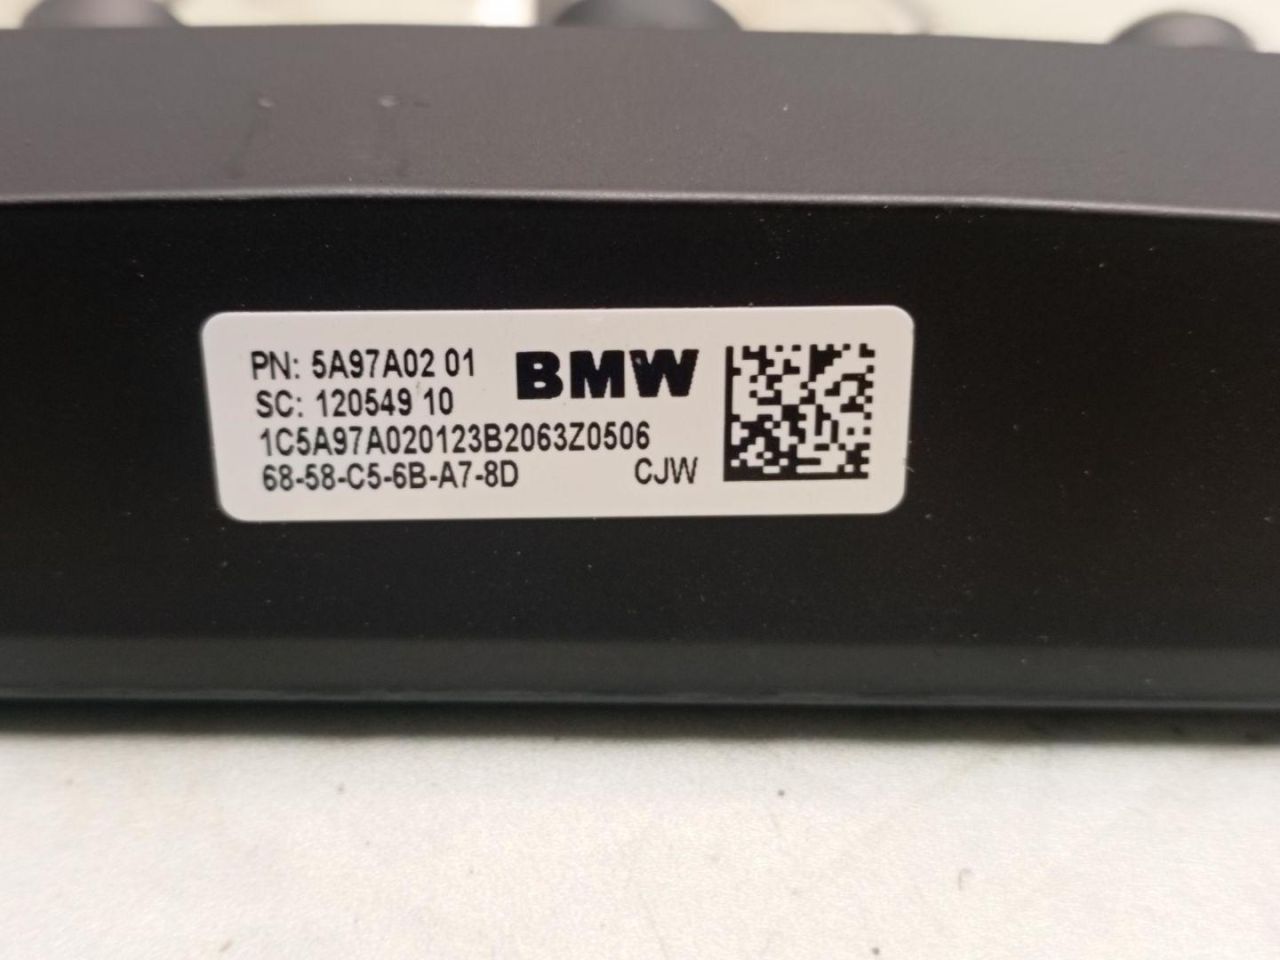 PN: 5A97A02 01 BMW
SC: 120549 10
1C5A97A020123B2063Z0506
68-58-C5-6B-A7-8D CJW